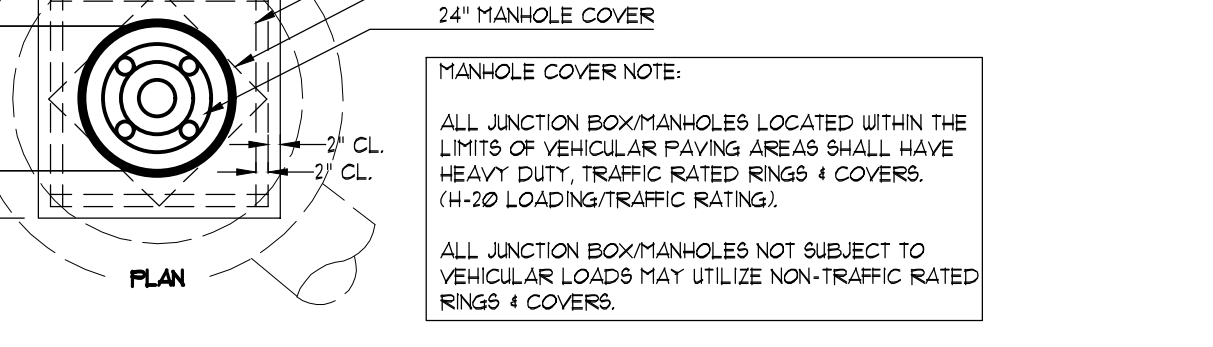 24" MANHOLE COVER
MANHOLE COVER NOTE:
ALL JUNCTION BOX/MANHOLES LOCATED WITHIN THE
LIMITS OF VEHICULAR PAVING AREAS SHALL HAVE
HEAVY DUTY, TRAFFIC RATED RINGS & COVERS.
(H-20 LOADING/TRAFFIC RATING).
ALL JUNCTION BOX/MANHOLES NOT SUBJECT TO
VEHICULAR LOADS MAY UTILIZE NON-TRAFFIC RATED
RINGS & COVERS.
2" CL.
2" CL.
PLAN